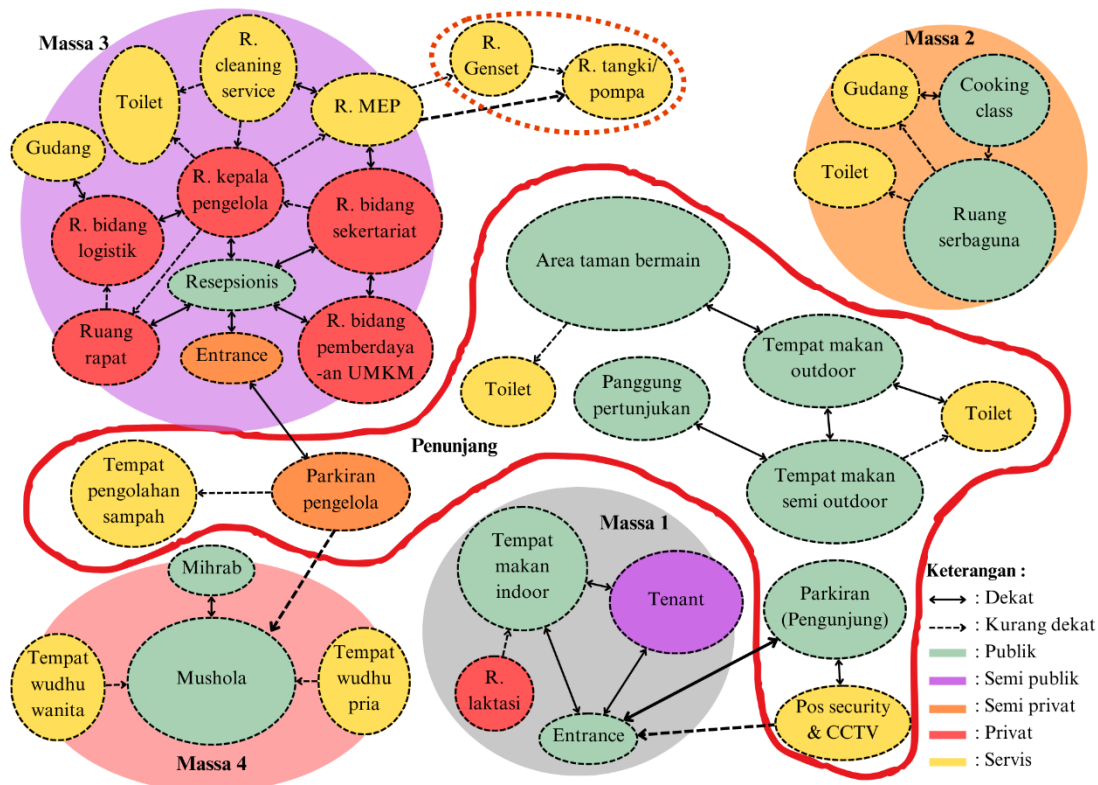 Massa 3
R.
cleaning
service
Toilet
R. MEP
Gudang
R. kepala
pengelola
R. bidang
logistik
R. bidang
sekertariat
Resepsionis
Ruang
rapat
Entrance
R. bidang
pemberdaya
-an UMKM
R.
Genset
R. tangki/
pompa
Massa 2
Gudang
Cooking
class
Toilet
Ruang
serbaguna
Area taman bermain
Toilet
Panggung
pertunjukan
Tempat makan
outdoor
Toilet
Tempat makan
semi outdoor
Penunjang
Tempat
pengolahan
sampah
Parkiran
pengelola
Mihrab
Tempat
wudhu
wanita
Mushola
Tempat
wudhu
pria
Massa 4
Massa 1
Tempat
makan
indoor
Tenant
R.
laktasi
Entrance
Parkiran
(Pengunjung)
Pos security
& CCTV
Keterangan :
: Dekat
: Kurang dekat
: Publik
: Semi publik
: Semi privat
: Privat
: Servis